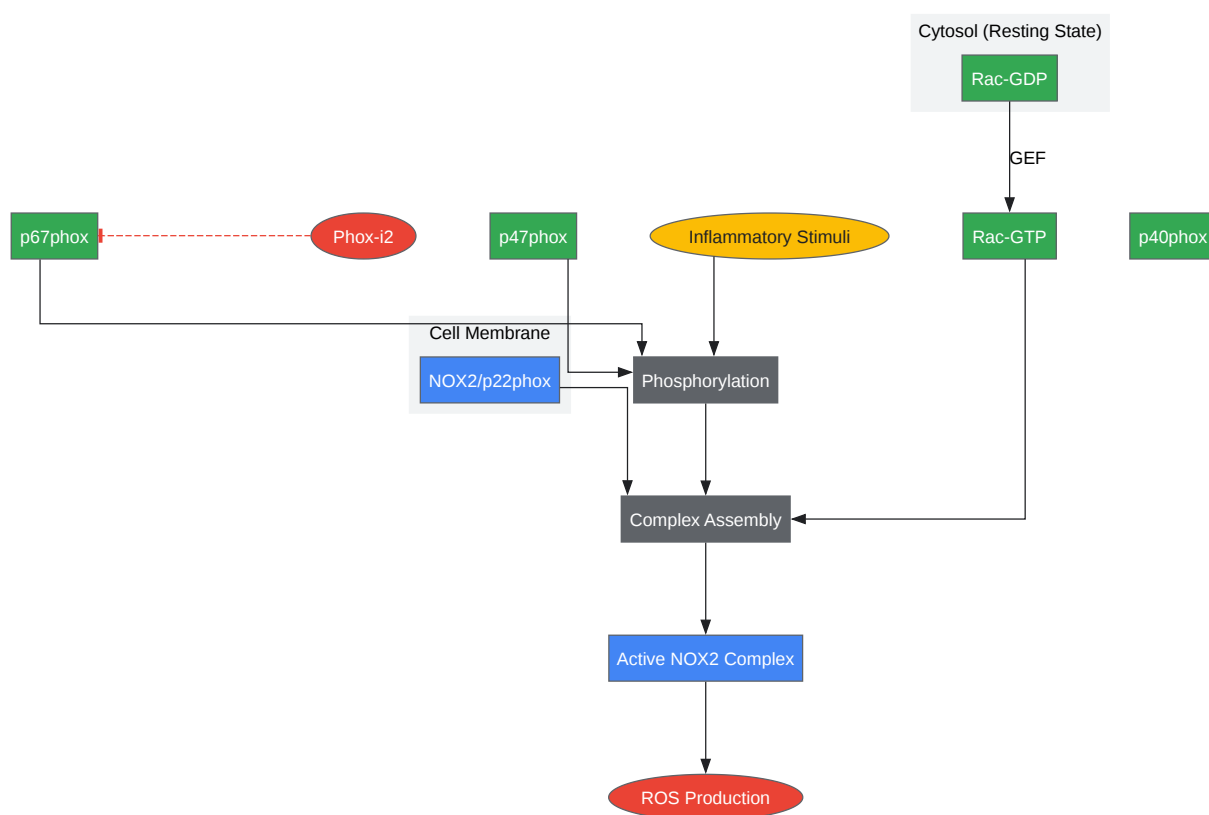 Cytosol (Resting State)
Rac-GDP
GEF
p67phox
Phox-i2
p47phox
Inflammatory Stimuli
Rac-GTP
p40phox
Cell Membrane
NOX2/p22phox
Phosphorylation
Complex Assembly
Active NOX2 Complex
ROS Production